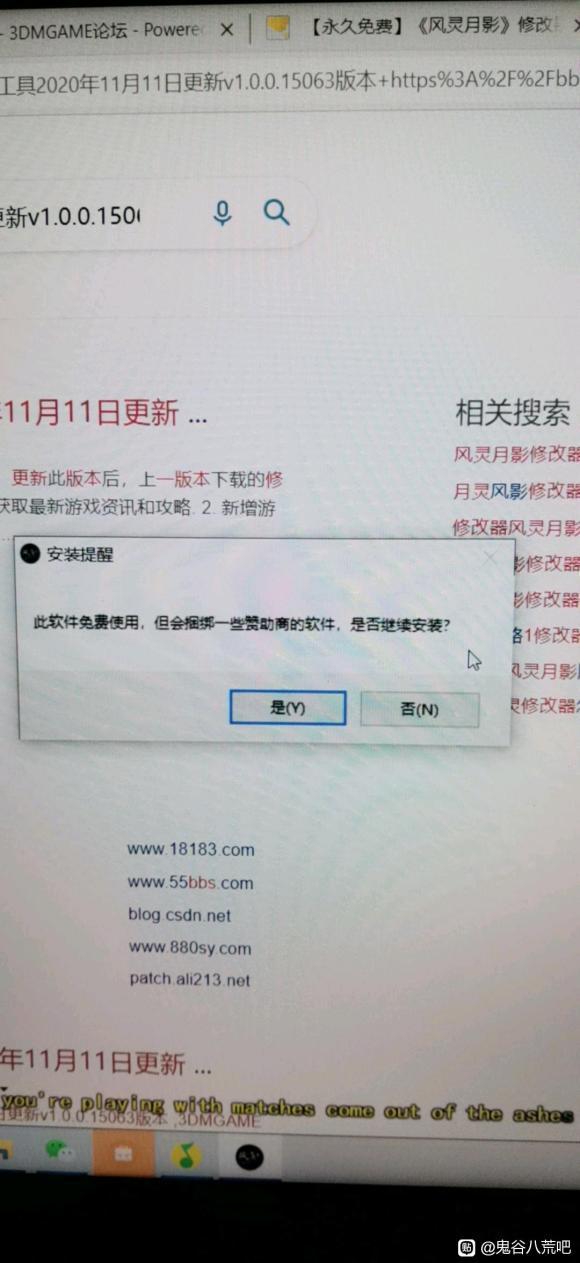 - 3DMGAME论坛 - Powere
【永久免费】《风灵月影》修改
工具2020年11月11日更新v1.0.0.15063版本+https%3A%2F%2Fbb
更新v1.0.0.150
11月11日更新 ...
相关搜索
更新此版本后，上一版本下载的修
获取最新游戏资讯和攻略. 2. 新增游
风灵月影修改器
月灵风影修改器
修改器风灵月影
影修改器
影修改器
1修改器
风灵月影
灵修改器
安装提醒
此软件免费使用，但会捆绑一些赞助商的软件，是否继续安装？
是(Y)
否(N)
www.18183.com
www.55bbs.com
blog.csdn.net
www.880sy.com
patch.ali213.net
年11月11日更新 ...
you're playing with matches come out of the ashes
更新v1.0.0.15063版本 ,3DMGAME
贴 @鬼谷八荒吧